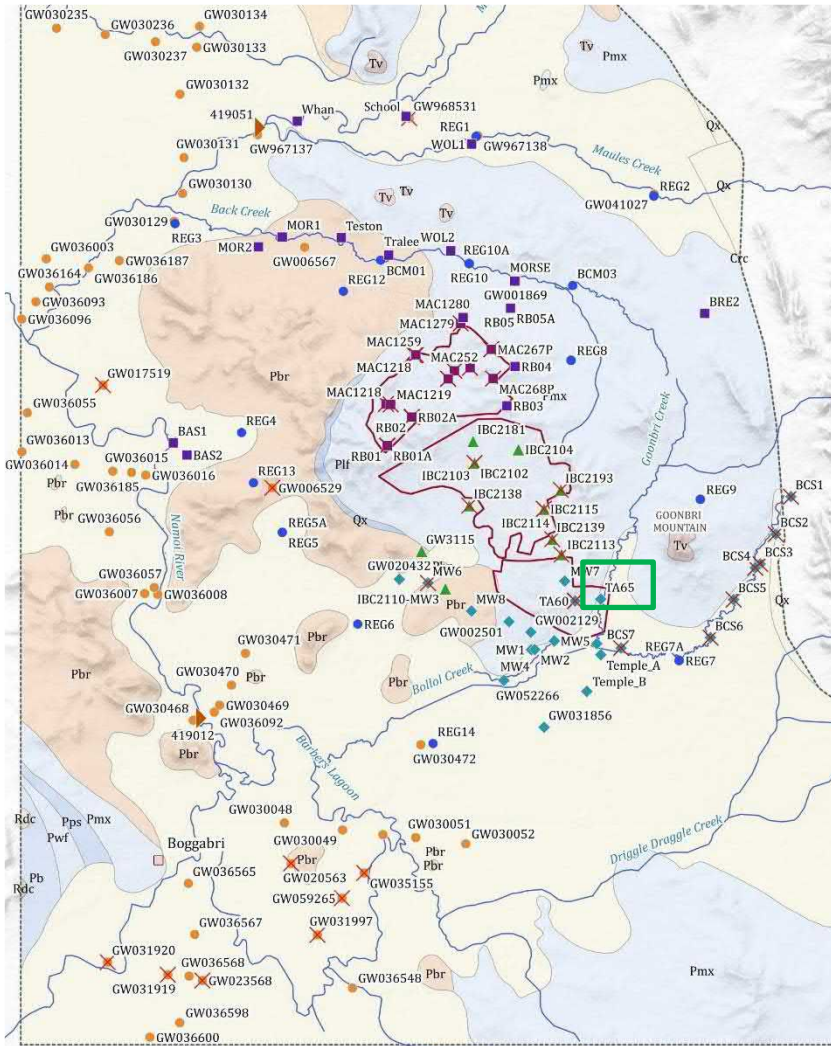 GW030235
GW030236
GW030134
GW030237
GW030133
Tv
Pmx
Tv
Pmx
GW030132
419051
Whan
School
GW968531
REG1
Qx
GW967137
WOL1
GW967138
GW030131
Maules Creek
Qx
GW030130
REG2
Tv
Tv
GW041027
Back Creek
Tv
GW030129
REG3
MOR1
Teston
WOL2
GW036003
MOR2
Tralee
REG10A
Crc
GW036187
GW006567
GW036164
GW036186
BCM01
REG10
MORSE
BCM03
REG12
GW036093
GW001869
MAC1280
RB05
RB05A
BRE2
GW036096
MAC1279
MAC1259
MAC267P
MAC252
REG8
GW017519
MAC1218
RB04
Pbr
MAC1218
MAC1219
MAC268P
Pmx
GW036055
RB02A
RB03
RB02
Goonbri Creek
BAS1
REG4
IBC2181
GW036013
BAS2
RB01
RB01A
IBC2104
GW036014
GW036015
Plf
IBC2103
IBC2102
GW036016
REG13
IBC2193
BCS1
Pbr
GW036185
GW006529
IBC2138
REG9
Qx
IBC2115
Pbr
IBC2114
GOONBRI
MOUNTAIN
BCS2
GW036056
REG5A
REG5
IBC2139
Namoi River
GW3115
IBC2113
Tv
BCS3
BCS4
GW020432
MW6
MW7
TA65
GW036057
IBC2110-MW3
Pbr
MW8
TA60
BCS5
Qx
GW036007
GW036008
GW002129
REG6
GW002501
BCS6
GW030471
MW5
BCS7
REG7A
MW1
MW2
Temple_A
REG7
Pbr
GW030470
Pbr
MW4
Bollol Creek
Pbr
Temple_B
GW030468
GW030469
GW052266
GW036092
GW031856
419012
REG14
Pbr
GW030472
Barbers Lagoon
Rdc
Pps
Pmx
GW030048
Pwf
GW030049
GW030051
GW030052
Boggabri
Pbr
Pbr
Pbr
Driggle Draggle Creek
GW020563
Pb
GW036565
GW035155
Rdc
GW059265
GW036567
GW031997
GW031920
GW036568
GW031919
GW023568
GW036548
Pbr
Pmx
GW036598
GW036600